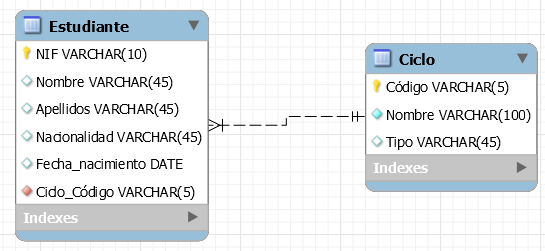 Estudiante
NIF VARCHAR(10)
Nombre VARCHAR(45)
Apellidos VARCHAR(45)
Nacionalidad VARCHAR(45)
Fecha_nacimiento DATE
Ciclo_Código VARCHAR(5)
Indexes
Ciclo
Código VARCHAR(5)
Nombre VARCHAR(100)
Tipo VARCHAR(45)
Indexes